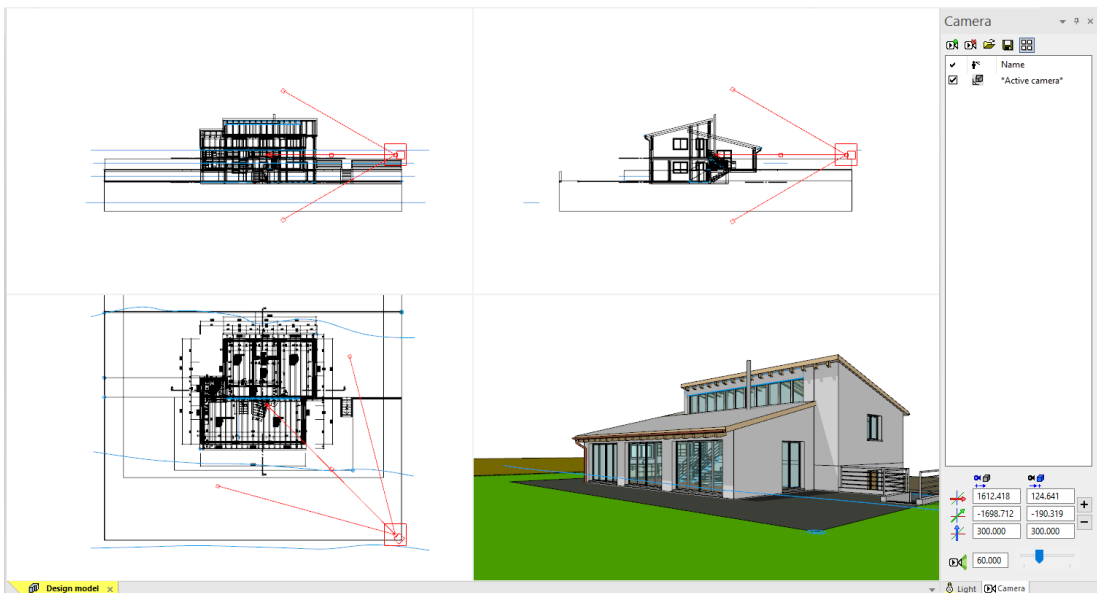 Camera
Name
*Active camera*
1612.418 124.641
-1698.712 -190.319
300.000 300.000
60.000
Design model
Light Camera